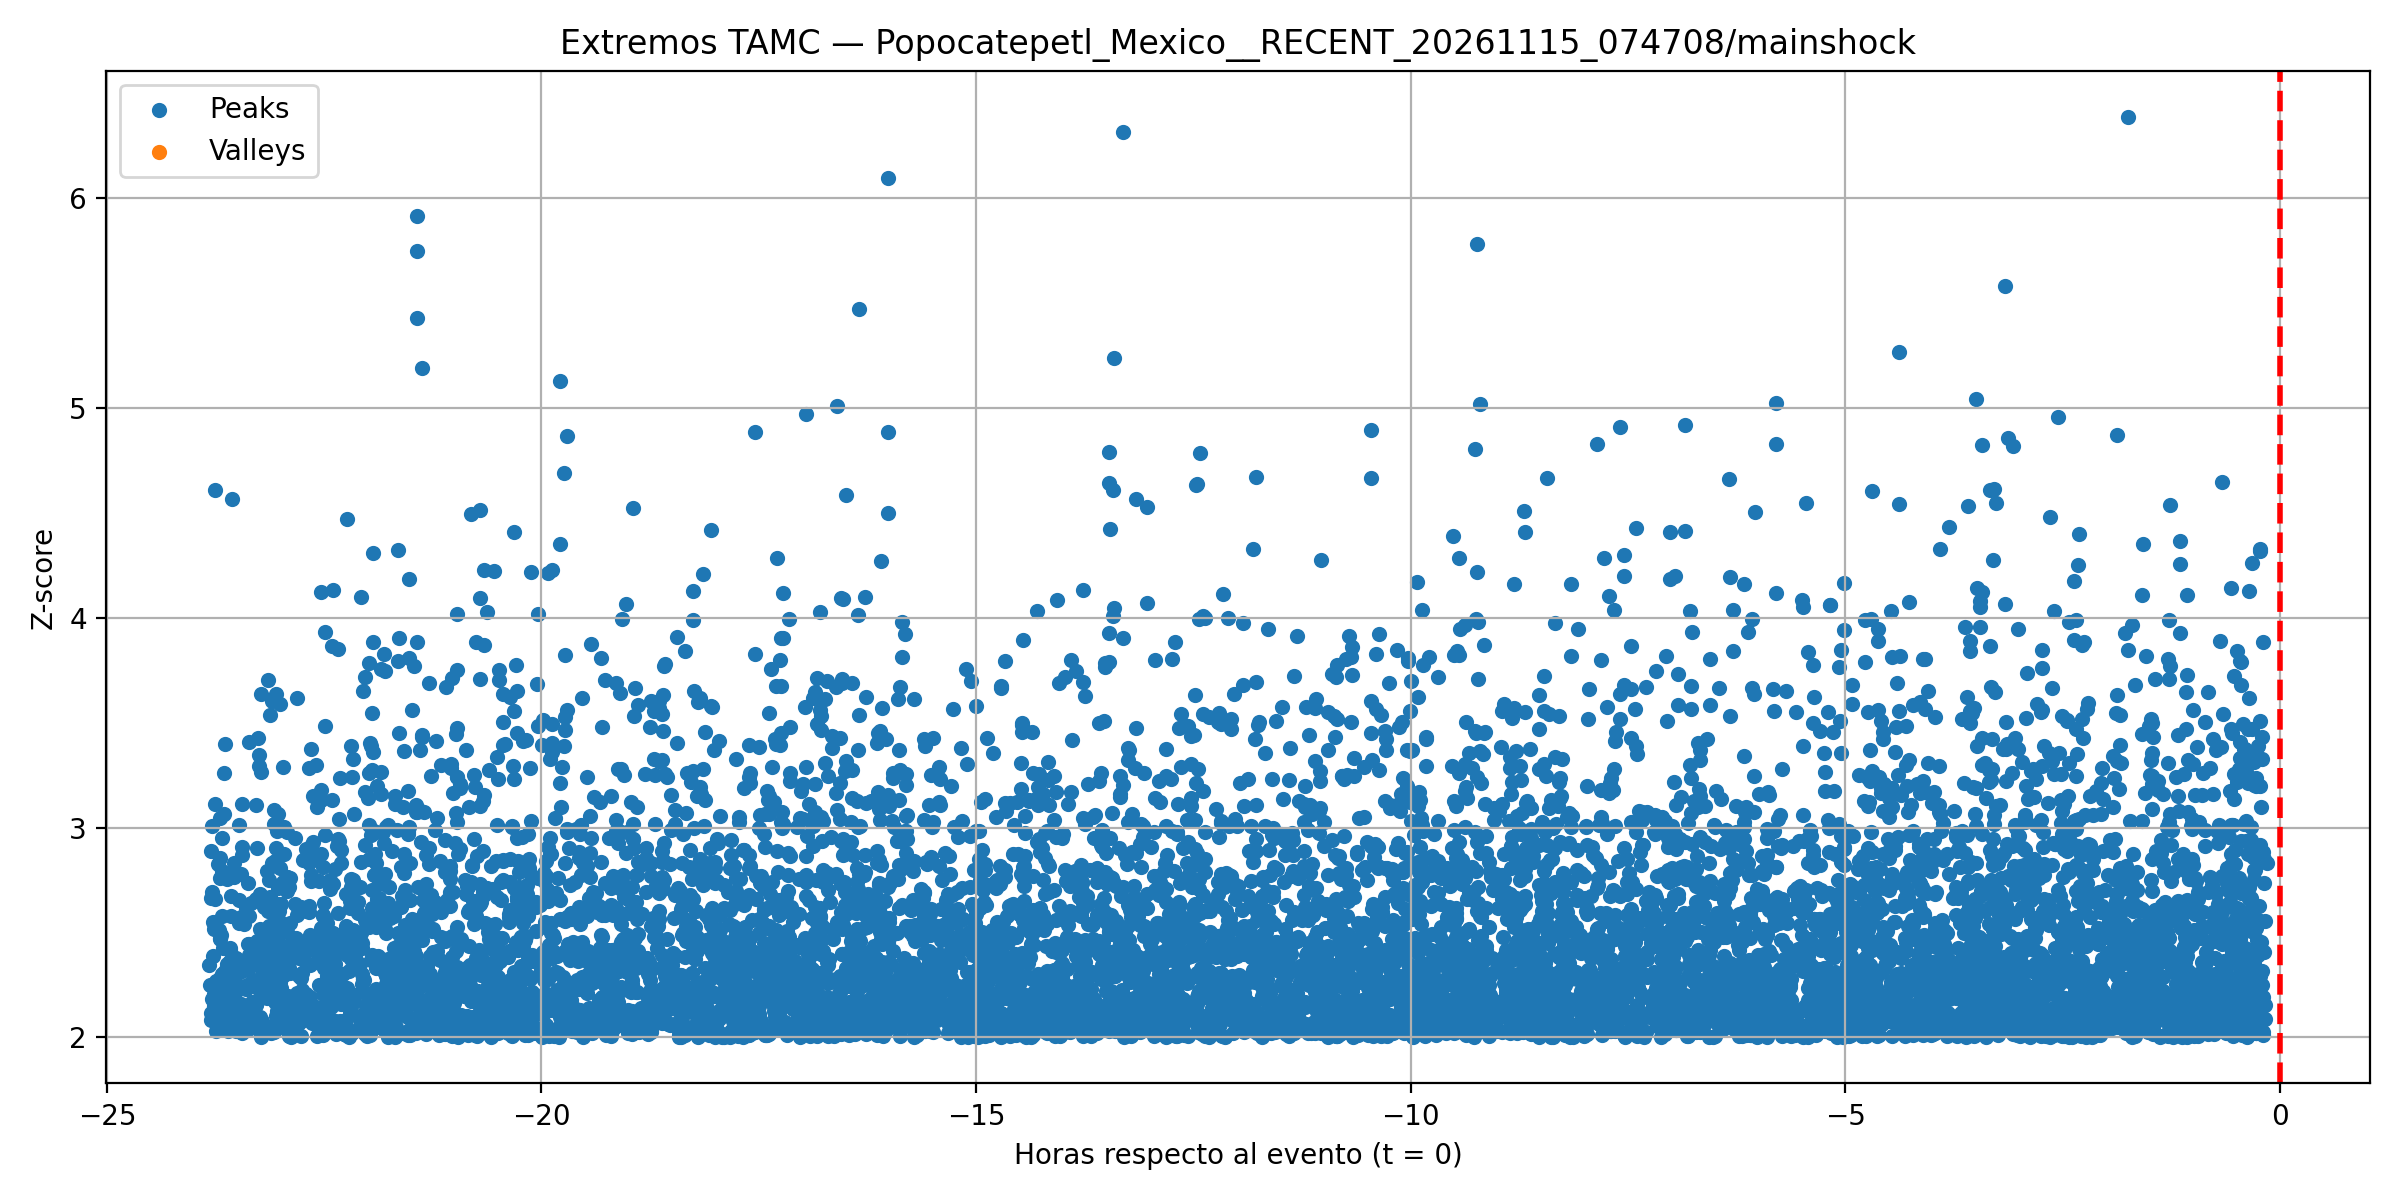 Extremos TAMC — Popocatepetl_Mexico__RECENT_20261115_074708/mainshock
Peaks
Valleys
Z-score
6
5
4
3
2
−25 −20 −15 −10 −5 0
Horas respecto al evento (t = 0)